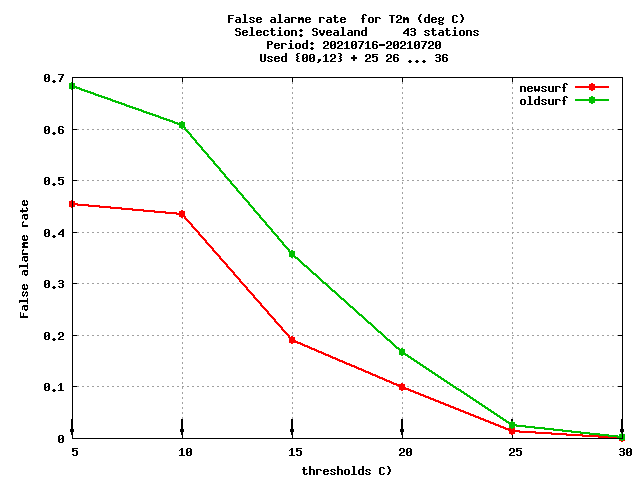 False alarme rate  for T2m (deg C)
Selection: Svealand     43 stations
Period: 20210716-20210720
Used {00,12} + 25 26 ... 36
newsurf
oldsurf
0.7
0.6
0.5
0.4
0.3
0.2
0.1
0
False alarme rate
5 10 15 20 25 30
thresholds C)